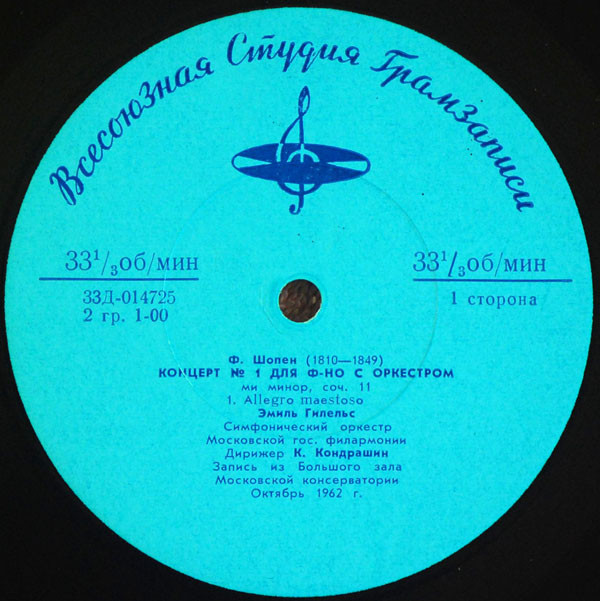 Всесоюзная Студия Грамзаписи
33¹/₃об/мин
33Д-014725
2 гр. 1-00
33¹/₃об/мин
1 сторона
Ф. Шопен (1810—1849)
КОНЦЕРТ № 1 ДЛЯ Ф-НО С ОРКЕСТРОМ
ми минор, соч. 11
1. Allegro maestoso
Эмиль Гилельс
Симфонический оркестр
Московской гос. филармонии
Дирижер К. Кондрашин
Запись из Большого зала
Московской консерватории
Октябрь 1962 г.